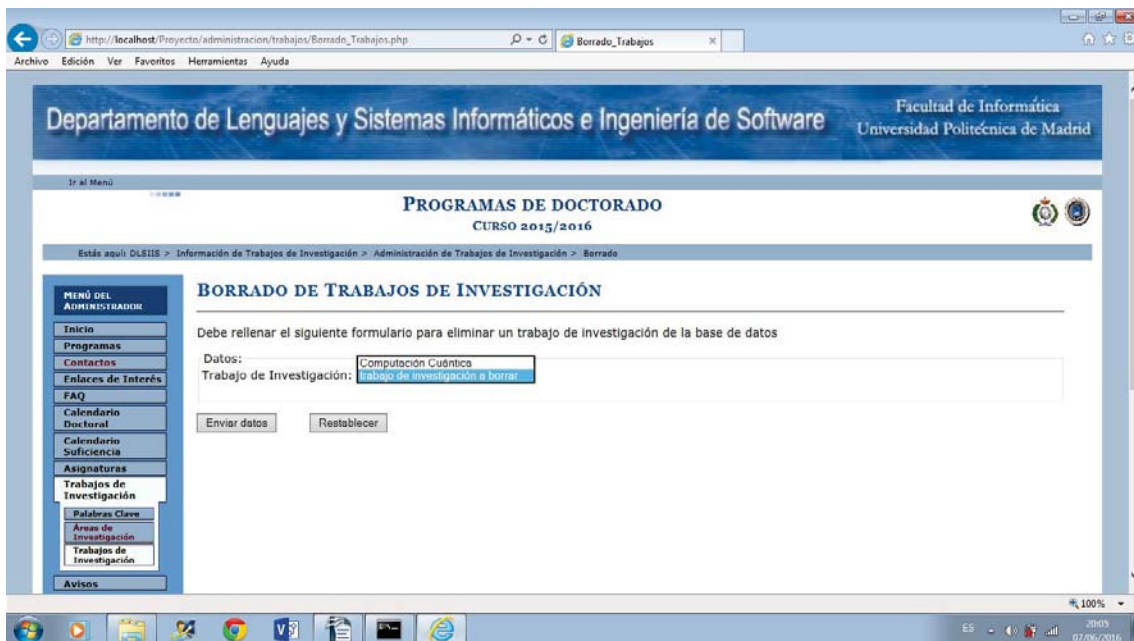 http://localhost/Proyecto/administracion/trabajos/Borrado_Trabajos.php
Borrado_Trabajos
Archivo Edición Ver Favoritos Herramientas Ayuda
Departamento de Lenguajes y Sistemas Informáticos e Ingeniería de Software
Facultad de Informática
Universidad Politécnica de Madrid
Ir al Menú
PROGRAMAS DE DOCTORADO
CURSO 2015/2016
Estás aquí: DLSIIS > Información de Trabajos de Investigación > Administración de Trabajos de Investigación > Borrado
MENÚ DEL
ADMINISTRADOR
Inicio
Programas
Contactos
Enlaces de Interés
FAQ
Calendario
Doctoral
Calendario
Suficiencia
Asignaturas
Trabajos de
Investigación
Palabras Clave
Áreas de
Investigación
Trabajos de
Investigación
Avisos
BORRADO DE TRABAJOS DE INVESTIGACIÓN
Debe rellenar el siguiente formulario para eliminar un trabajo de investigación de la base de datos
Datos:
Computación Cuántica
Trabajo de Investigación: trabajo de investigación a borrar
Enviar datos Restablecer
100%
ES
20:05
07/06/2016